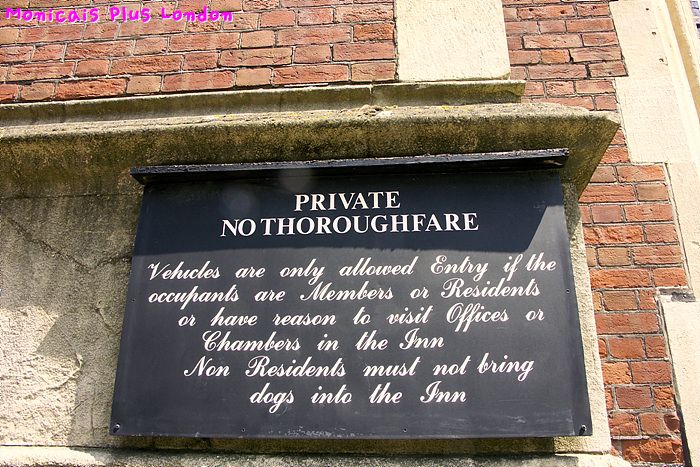 Monicais Plus London
PRIVATE
NO THOROUGHFARE
Vehicles are only allowed Entry if the
occupants are Members or Residents
or have reason to visit Offices or
Chambers in the Inn
Non Residents must not bring
dogs into the Inn